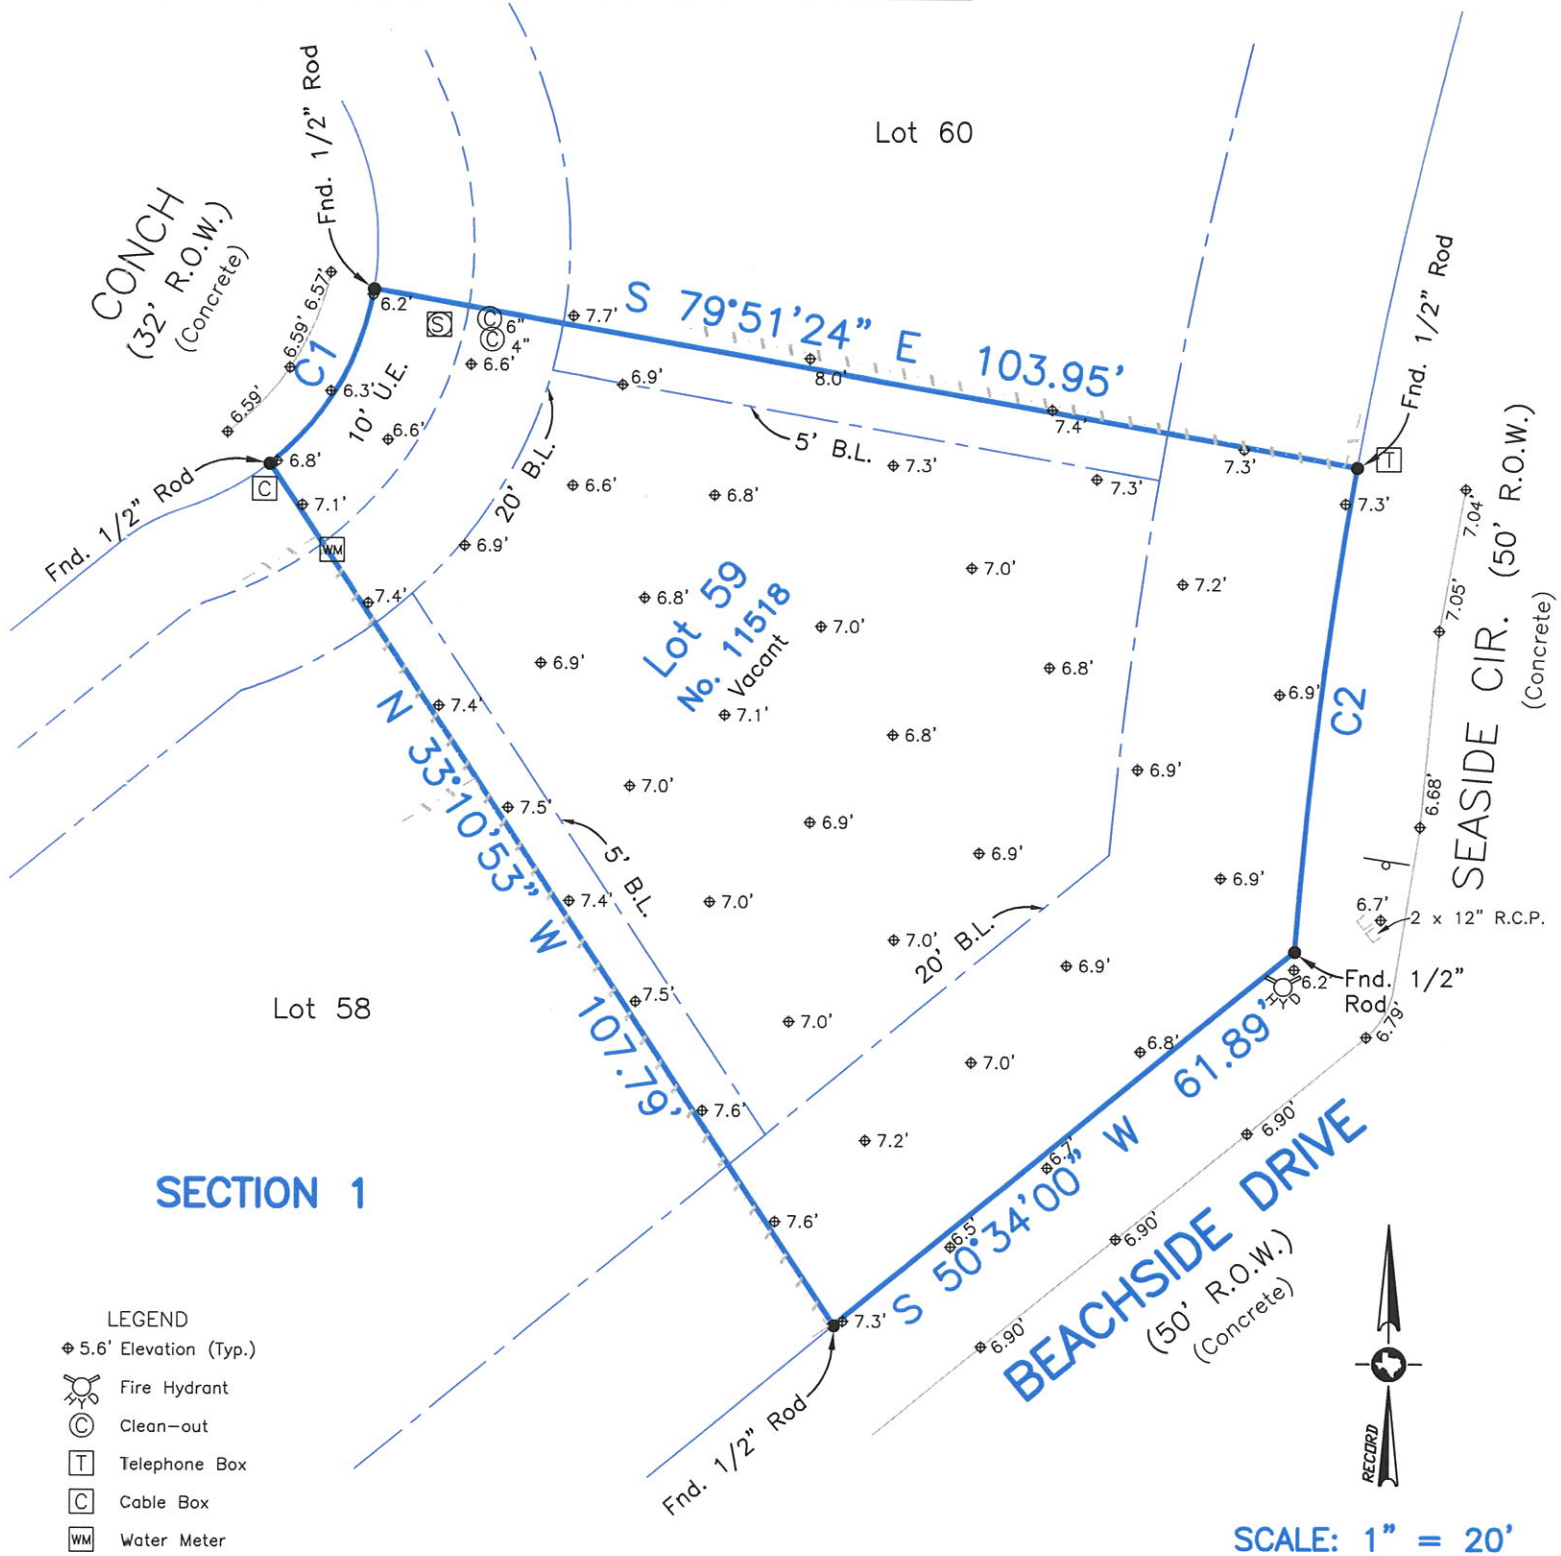 Lot 60
Fnd. 1/2" Rod
CONCH
(32' R.O.W.)
(Concrete)
6.57'
6.59'
6.59'
C1
6.2'
6.3'
6.8'
10' U.E.
S
C 6"
C 4"
6.6'
6.6'
7.7'
S 79°51'24" E 103.95'
8.0'
7.4'
7.3'
6.9'
5' B.L.
7.3'
7.3'
Fnd. 1/2" Rod
T
7.3'
Fnd. 1/2" Rod
C
7.1'
WM
7.4'
20' B.L.
6.9'
6.6'
6.8'
7.0'
7.2'
6.8'
7.0'
6.9'
6.8'
Lot 59
No. 11518
Vacant
7.1'
6.8'
6.9'
C2
7.04'
7.05'
6.68'
SEASIDE CIR. (50' R.O.W.)
(Concrete)
7.4'
N 33°10'53" W 107.79'
7.5'
7.0'
6.9'
6.9'
6.9'
5' B.L.
7.4'
7.0'
7.0'
6.9'
6.9'
20' B.L.
6.7'
2 x 12" R.C.P.
6.2'
HYD
Fnd. 1/2"
Rod
6.79'
Lot 58
7.5'
7.0'
7.0'
6.8'
7.6'
7.2'
6.7'
6.5'
S 50°34'00" W 61.89'
7.6'
7.3'
6.90'
6.90'
6.90'
BEACHSIDE DRIVE
(50' R.O.W.)
(Concrete)
Fnd. 1/2" Rod
SECTION 1
LEGEND
5.6' Elevation (Typ.)
HYD Fire Hydrant
C Clean-out
T Telephone Box
C Cable Box
WM Water Meter
RECORD
SCALE: 1" = 20'